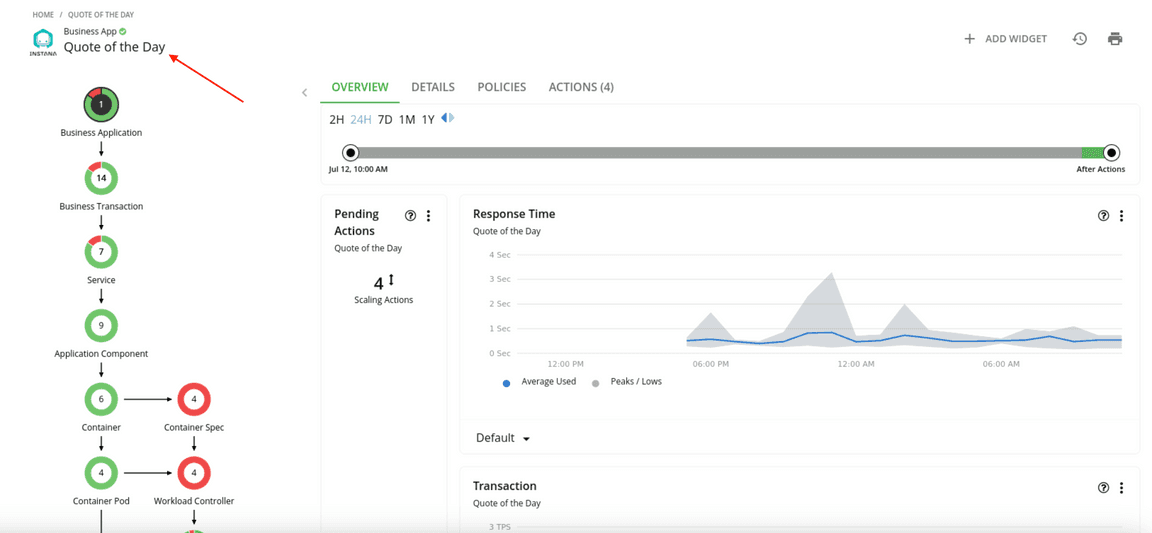 HOME / QUOTE OF THE DAY
INSTANA
Business App
Quote of the Day
ADD WIDGET
1
Business Application
14
Business Transaction
7
Service
9
Application Component
6
Container
4
Container Spec
4
Container Pod
4
Workload Controller
OVERVIEW DETAILS POLICIES ACTIONS (4)
2H 24H 7D 1M 1Y
Jul 12, 10:00 AM After Actions
Pending
Actions
Quote of the Day
4
Scaling Actions
Response Time
Quote of the Day
4 Sec
3 Sec
2 Sec
1 Sec
0 Sec
12:00 PM 06:00 PM 12:00 AM 06:00 AM
Average Used Peaks / Lows
Default
Transaction
Quote of the Day
3 TPS